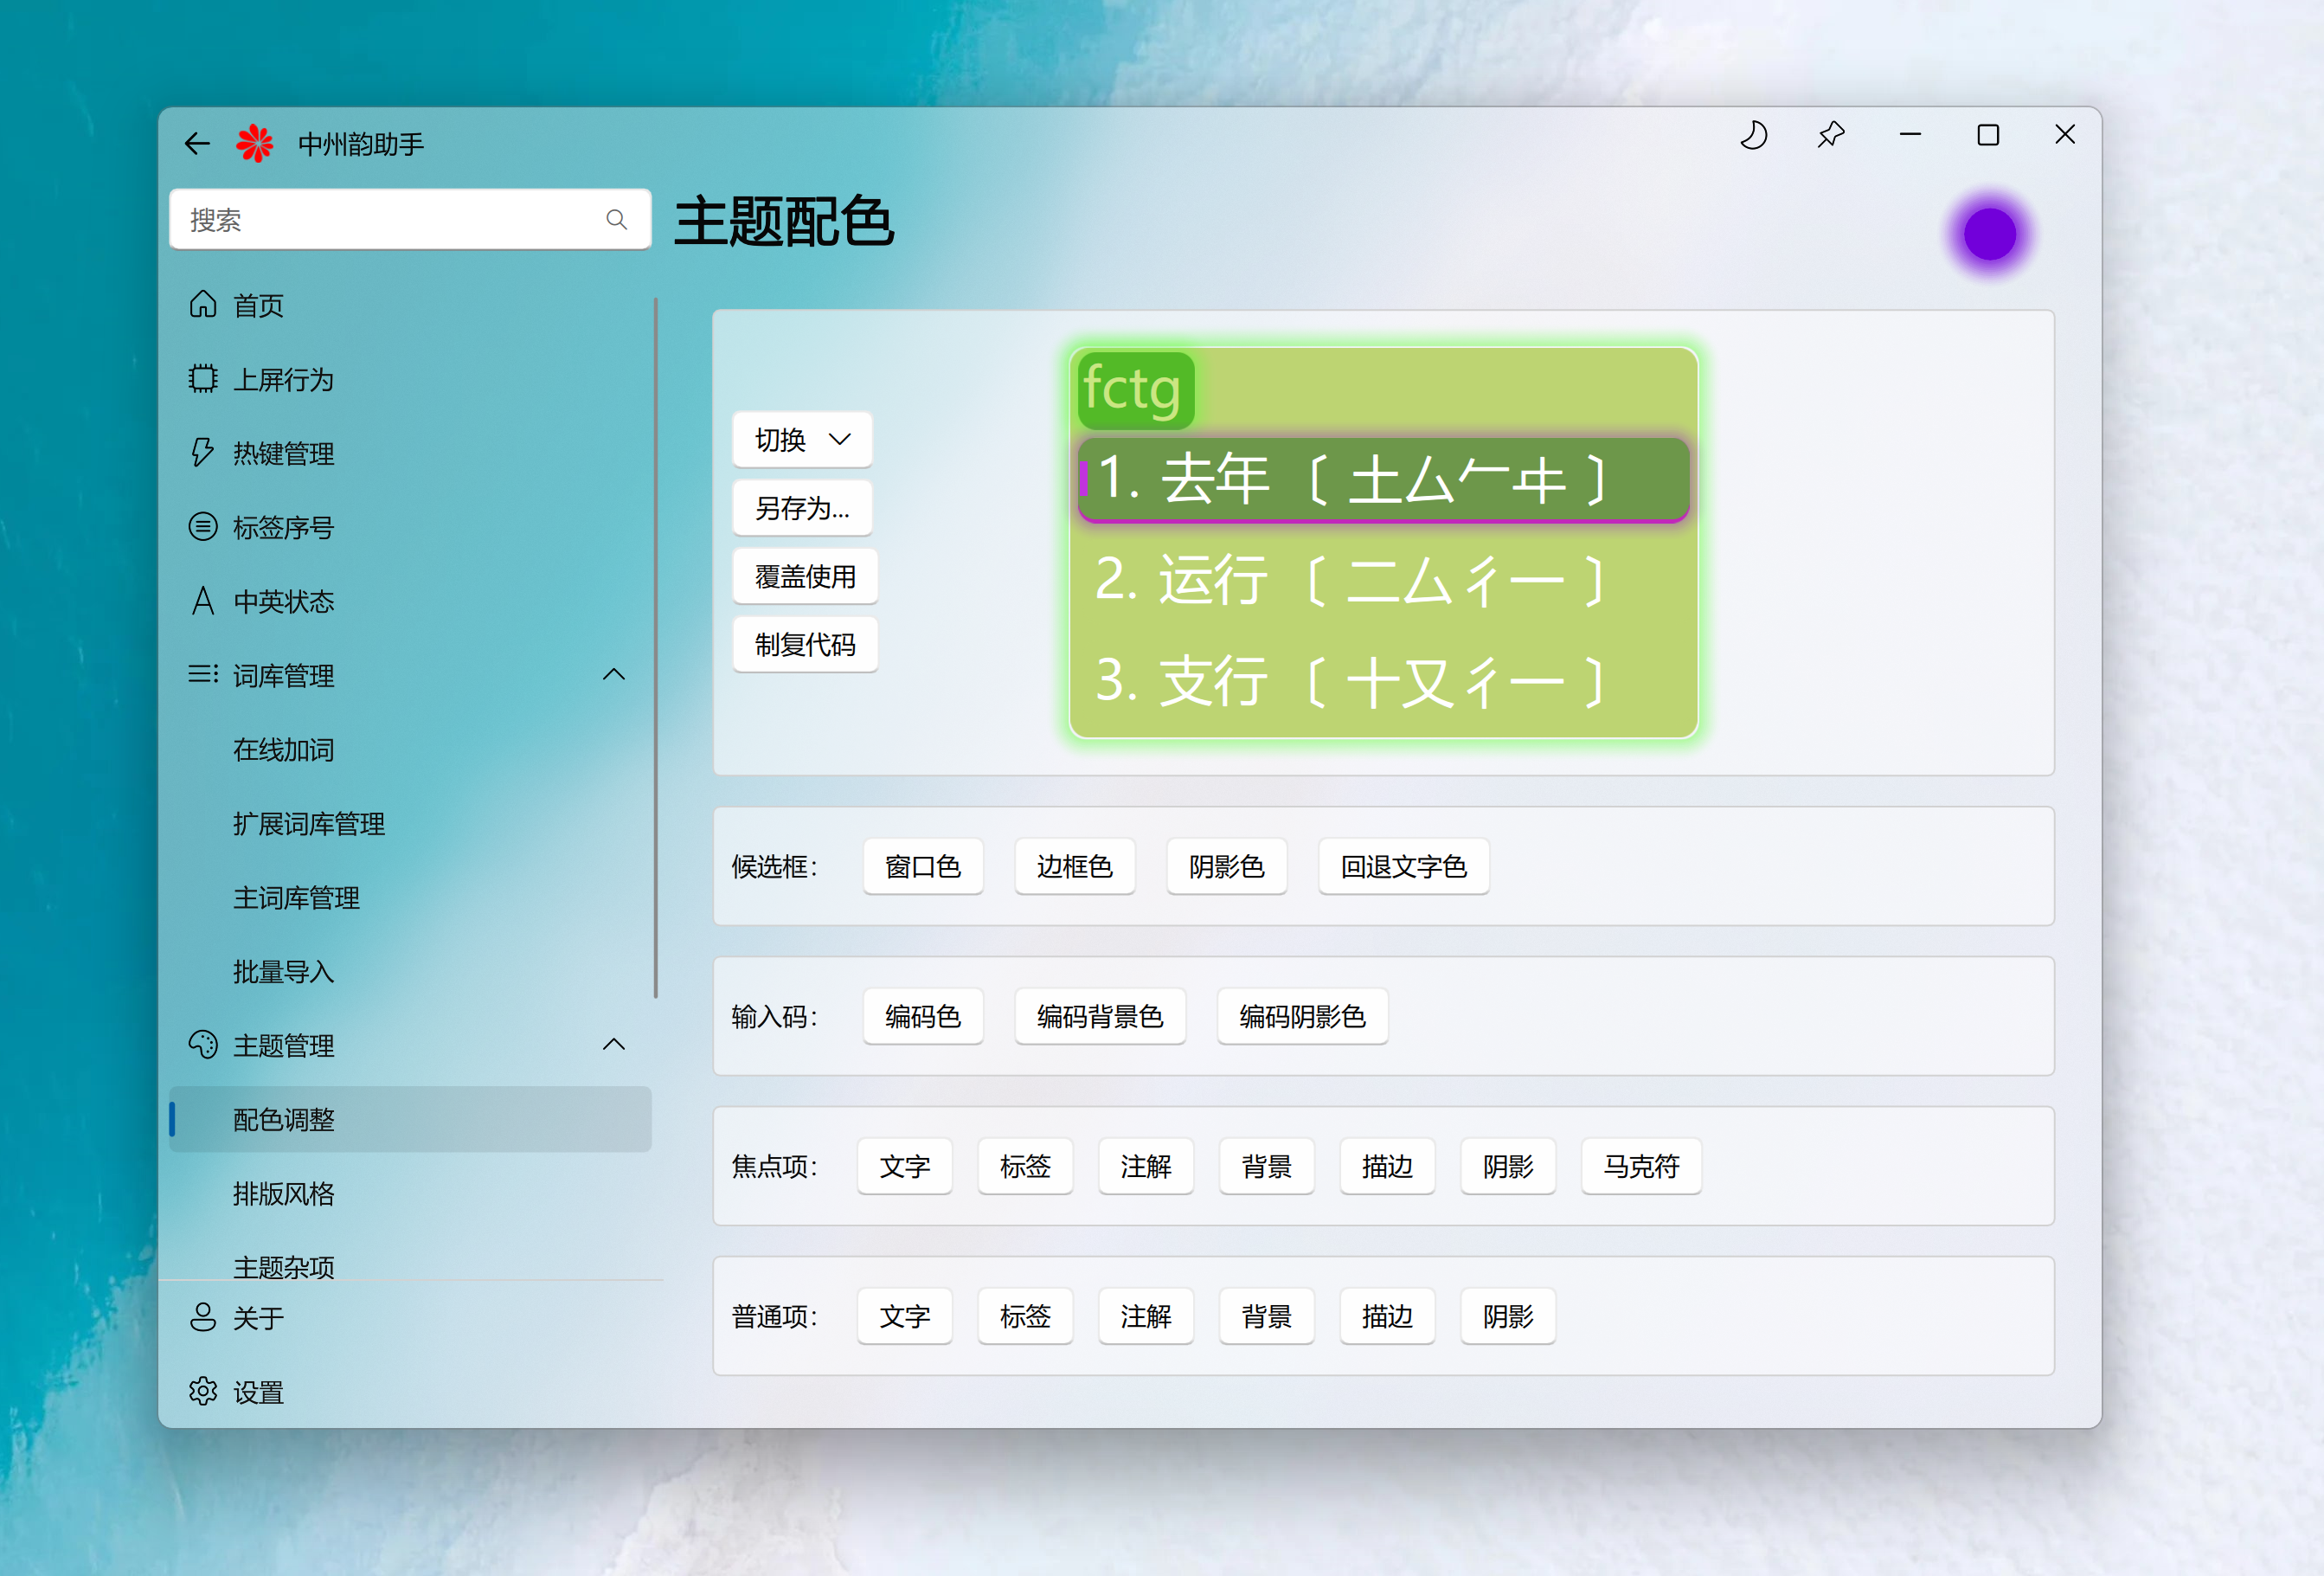 中州韵助手
搜索
首页
上屏行为
热键管理
标签序号
中英状态
词库管理
在线加词
扩展词库管理
主词库管理
批量导入
主题管理
配色调整
排版风格
主题杂项
关于
设置
主题配色
切换
另存为...
覆盖使用
制复代码
fctg
1. 去年〔 土厶𠂉㐄 〕
2. 运行〔 二厶彳一 〕
3. 支行〔 十又彳一 〕
候选框： 窗口色 边框色 阴影色 回退文字色
输入码： 编码色 编码背景色 编码阴影色
焦点项： 文字 标签 注解 背景 描边 阴影 马克符
普通项： 文字 标签 注解 背景 描边 阴影